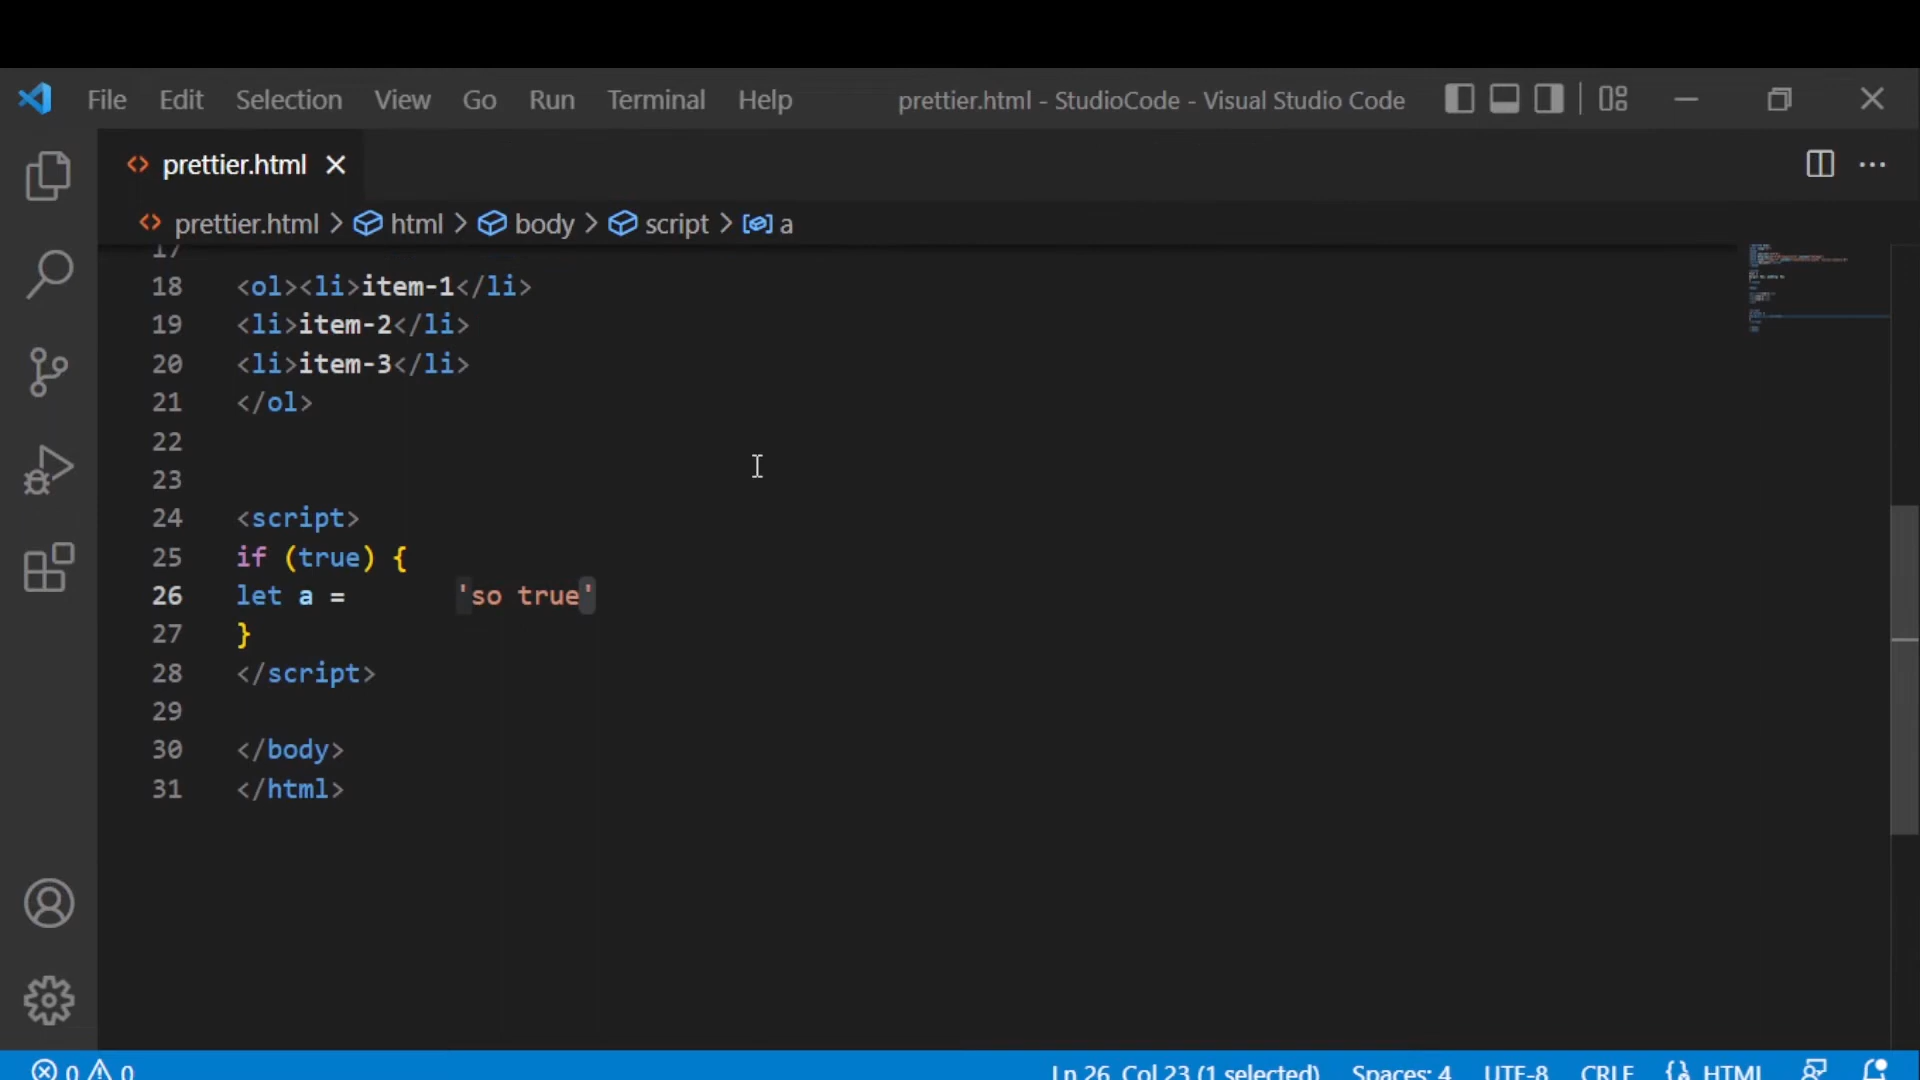 File Edit Selection View Go Run Terminal Help prettier.html - StudioCode - Visual Studio Code
prettier.html
prettier.html > html > body > script > a
17
18 <ol><li>item-1</li>
19 <li>item-2</li>
20 <li>item-3</li>
21 </ol>
22
23
24 <script>
25 if (true) {
26 let a =       'so true'
27 }
28 </script>
29
30 </body>
31 </html>
0 0 Ln 26, Col 23 (1 selected) Spaces: 4 UTF-8 CRLF HTML